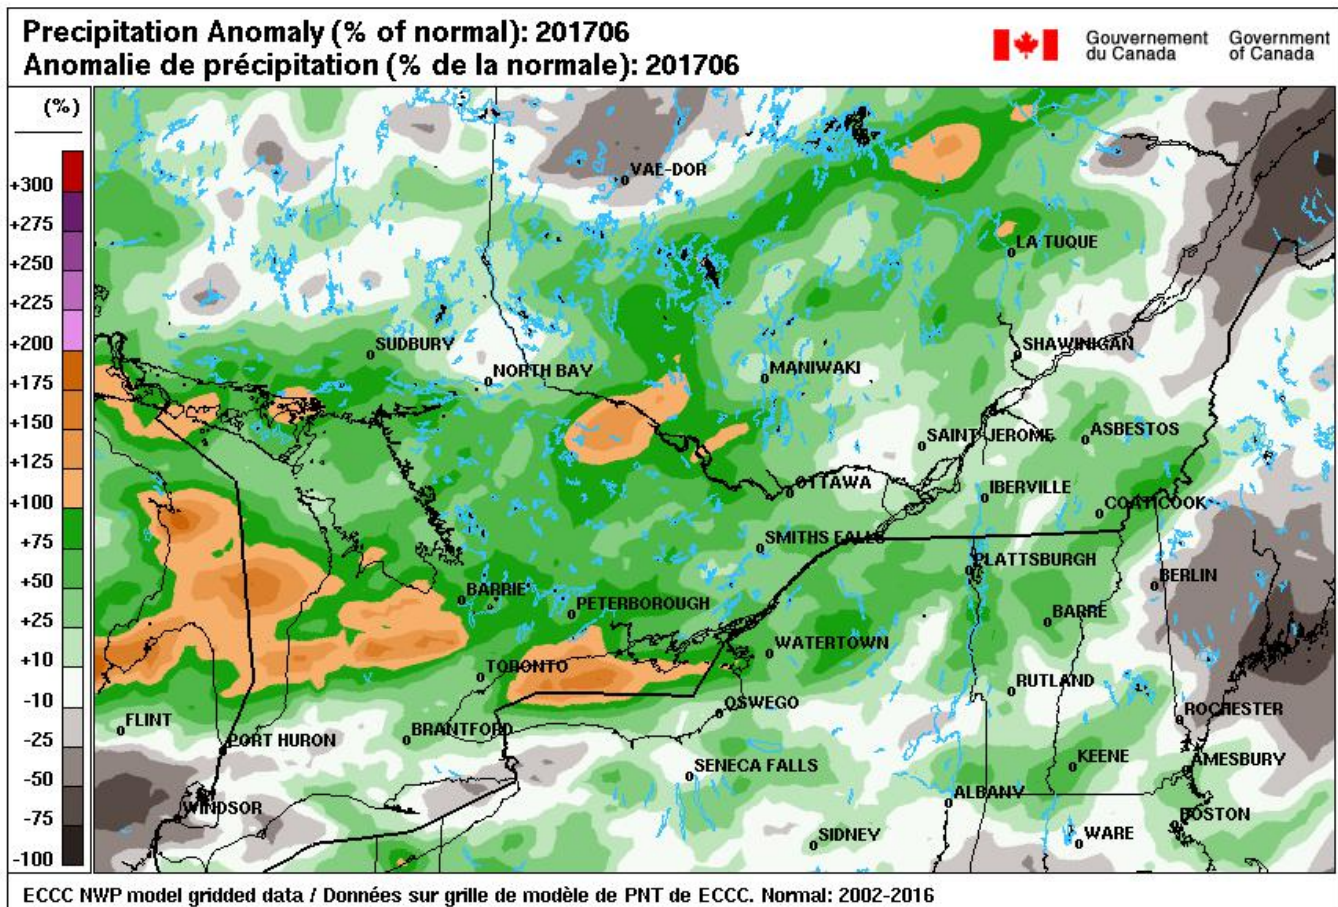 Precipitation Anomaly (% of normal): 201706
Anomalie de précipitation (% de la normale): 201706
Gouvernement du Canada
Government of Canada
(%)
+300
+275
+250
+225
+200
+175
+150
+125
+100
+75
+50
+25
+10
-10
-25
-50
-75
-100
VAE-DOR
LA TUQUE
SUDBURY
NORTH BAY
MANIWAKI
SHAWINIGAN
SAINT-JEROME
ASBESTOS
OTTAWA
IBERVILLE
COATICOOK
SMITHS FALLS
PLATTSBURGH
BERLIN
BARRIE
PETERBOROUGH
BARRE
WATERTOWN
TORONTO
RUTLAND
FLINT
PORT HURON
BRANTFORD
OSWEGO
ROCHESTER
SENECA FALLS
KEENE
AMESBURY
WINDSOR
ALBANY
BOSTON
SIDNEY
WARE
ECCC NWP model gridded data / Données sur grille de modèle de PNT de ECCC. Normal: 2002-2016